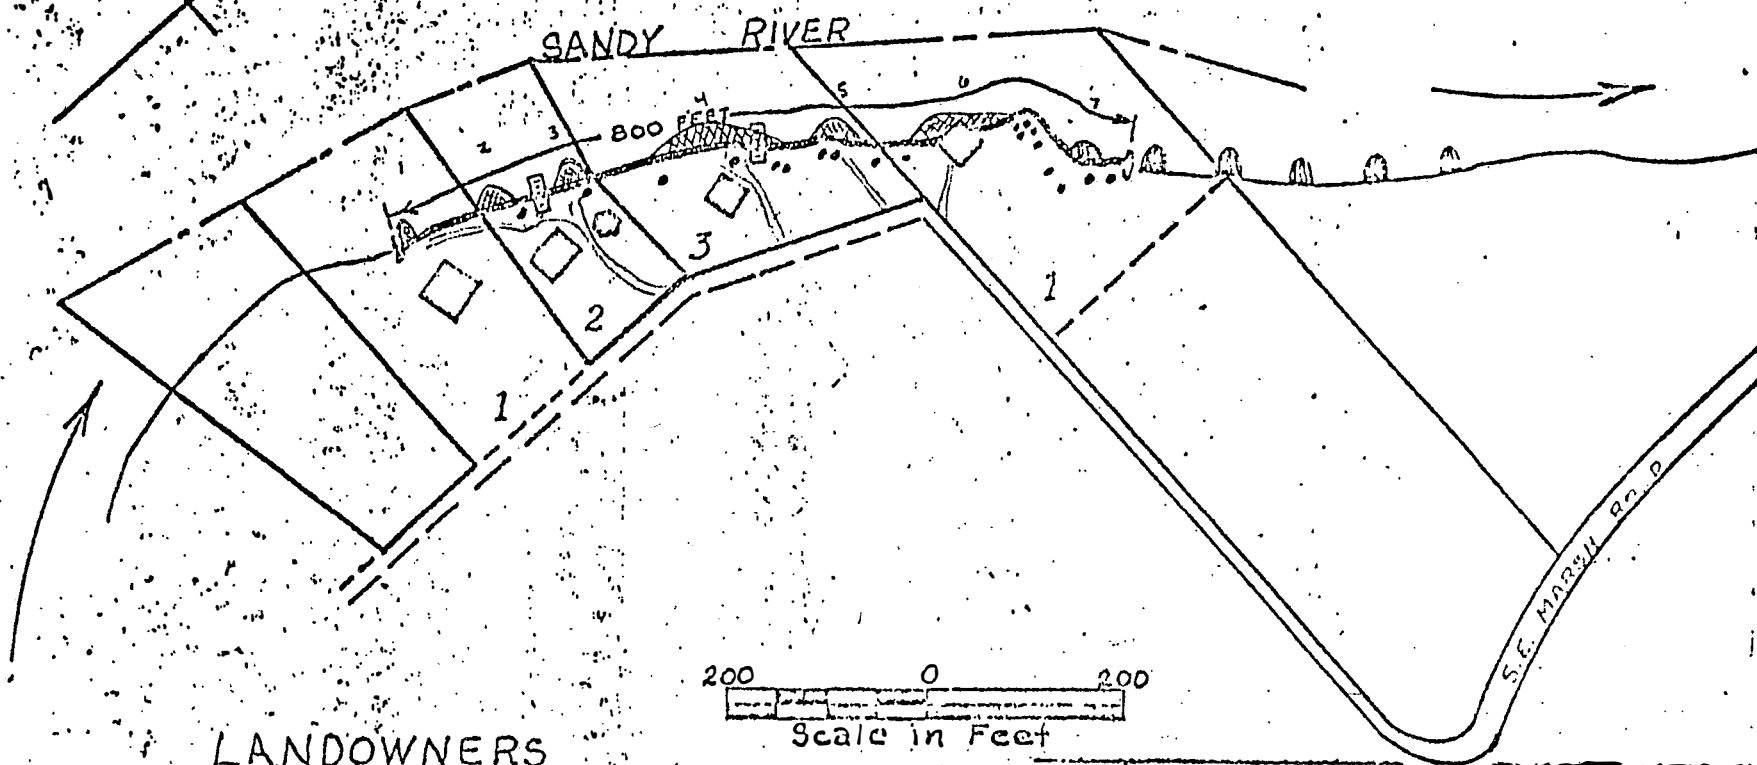 SANDY RIVER
1 2 3 4 5 6 7
800 FEET
1
2
3
1
S.E. MARSH RD.
200 0 200
Scale in Feet
LANDOWNERS